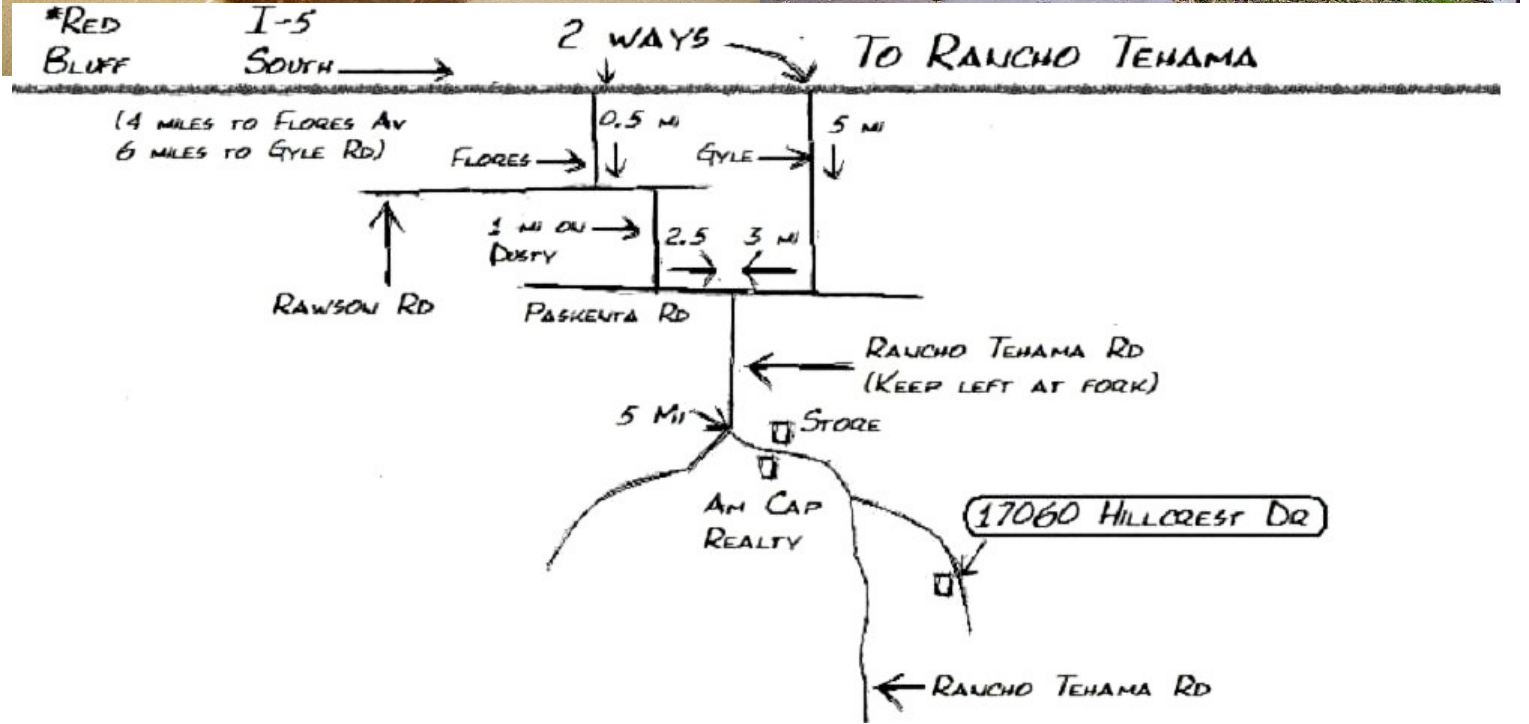 *RED I-5
BLUFF SOUTH
2 WAYS TO RANCHO TEHAMA
(4 MILES TO FLORES AV
6 MILES TO GYLE RD)
0.5 MI
5 MI
FLORES
GYLE
1 MI ON
DUSTY
2.5 3 MI
RAWSON RD
PASKENTA RD
RANCHO TEHAMA RD
(KEEP LEFT AT FORK)
5 MI
STORE
AM CAP
REALTY
17060 HILLCREST DR
RANCHO TEHAMA RD